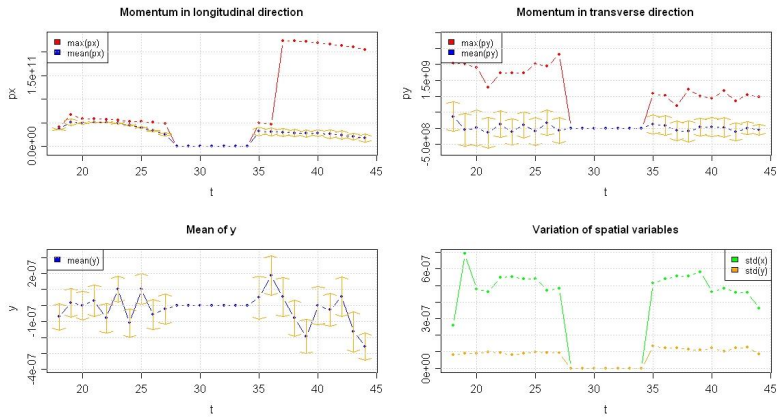 Momentum in longitudinal direction
max(px)
mean(px)
px
1.5e+11
0.0e+00
20 25 30 35 40 45
t
Momentum in transverse direction
max(py)
mean(py)
py
1.5e+09
-5.0e+08
20 25 30 35 40 45
t
Mean of y
mean(y)
y
2e-07
-1e-07
-4e-07
20 25 30 35 40 45
t
Variation of spatial variables
std(x)
std(y)
6e-07
3e-07
0e+00
20 25 30 35 40 45
t